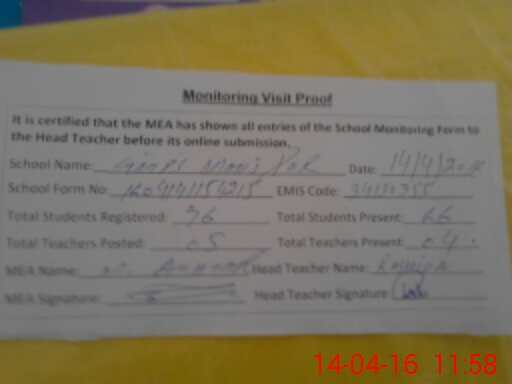 Monitoring Visit Proof
It is certified that the MEA has shown all entries of the School Monitoring Form to
the Head Teacher before its online submission.
School Name: GGPS Date: 14/4/2016
School Form No: EMIS Code: 34130355
Total Students Registered: 76 Total Students Present: 66
Total Teachers Posted: 05 Total Teachers Present: 04
MEA Name: Head Teacher Name:
MEA Signature: Head Teacher Signature:
14-04-16 11:58